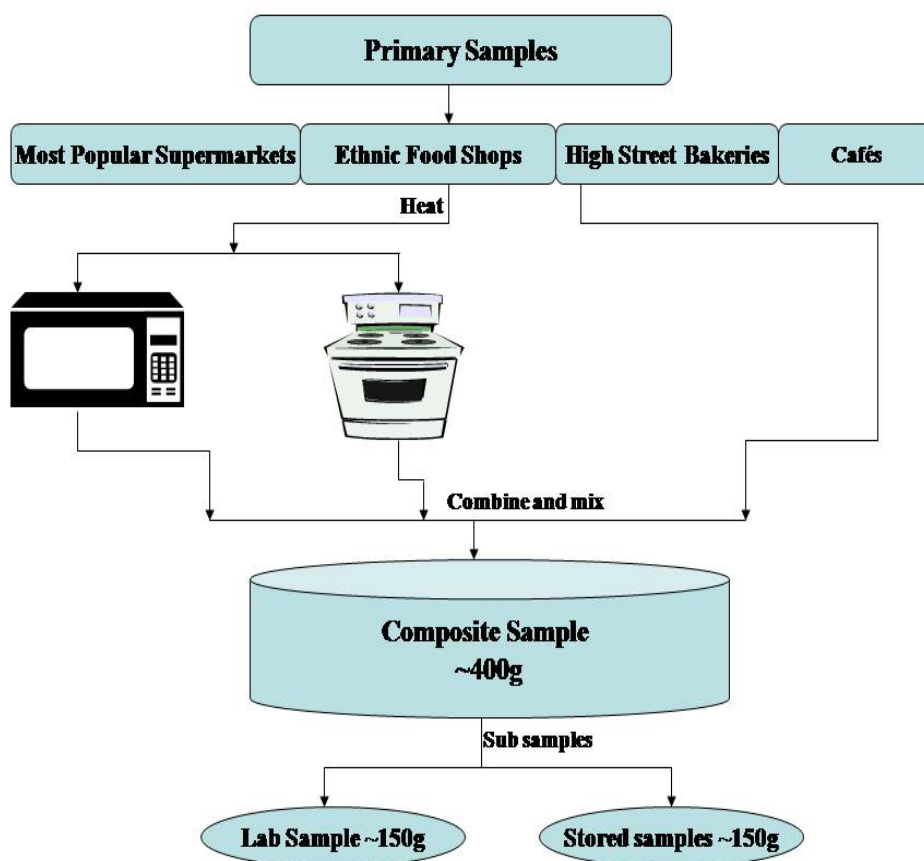 Primary Samples
Most Popular Supermarkets
Ethnic Food Shops
High Street Bakeries
Cafés
Heat
Combine and mix
Composite Sample
~400g
Sub samples
Lab Sample ~150g
Stored samples ~150g